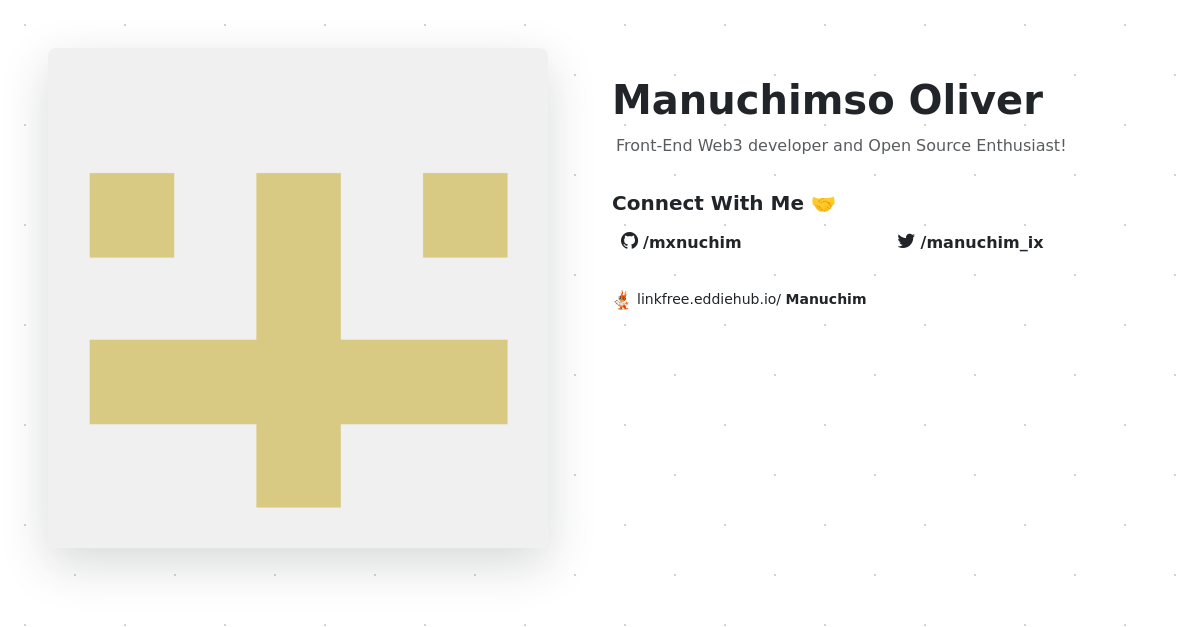 Manuchimso Oliver
Front-End Web3 developer and Open Source Enthusiast!
Connect With Me 🤝
/mxnuchim /manuchim_ix
linkfree.eddiehub.io/ Manuchim